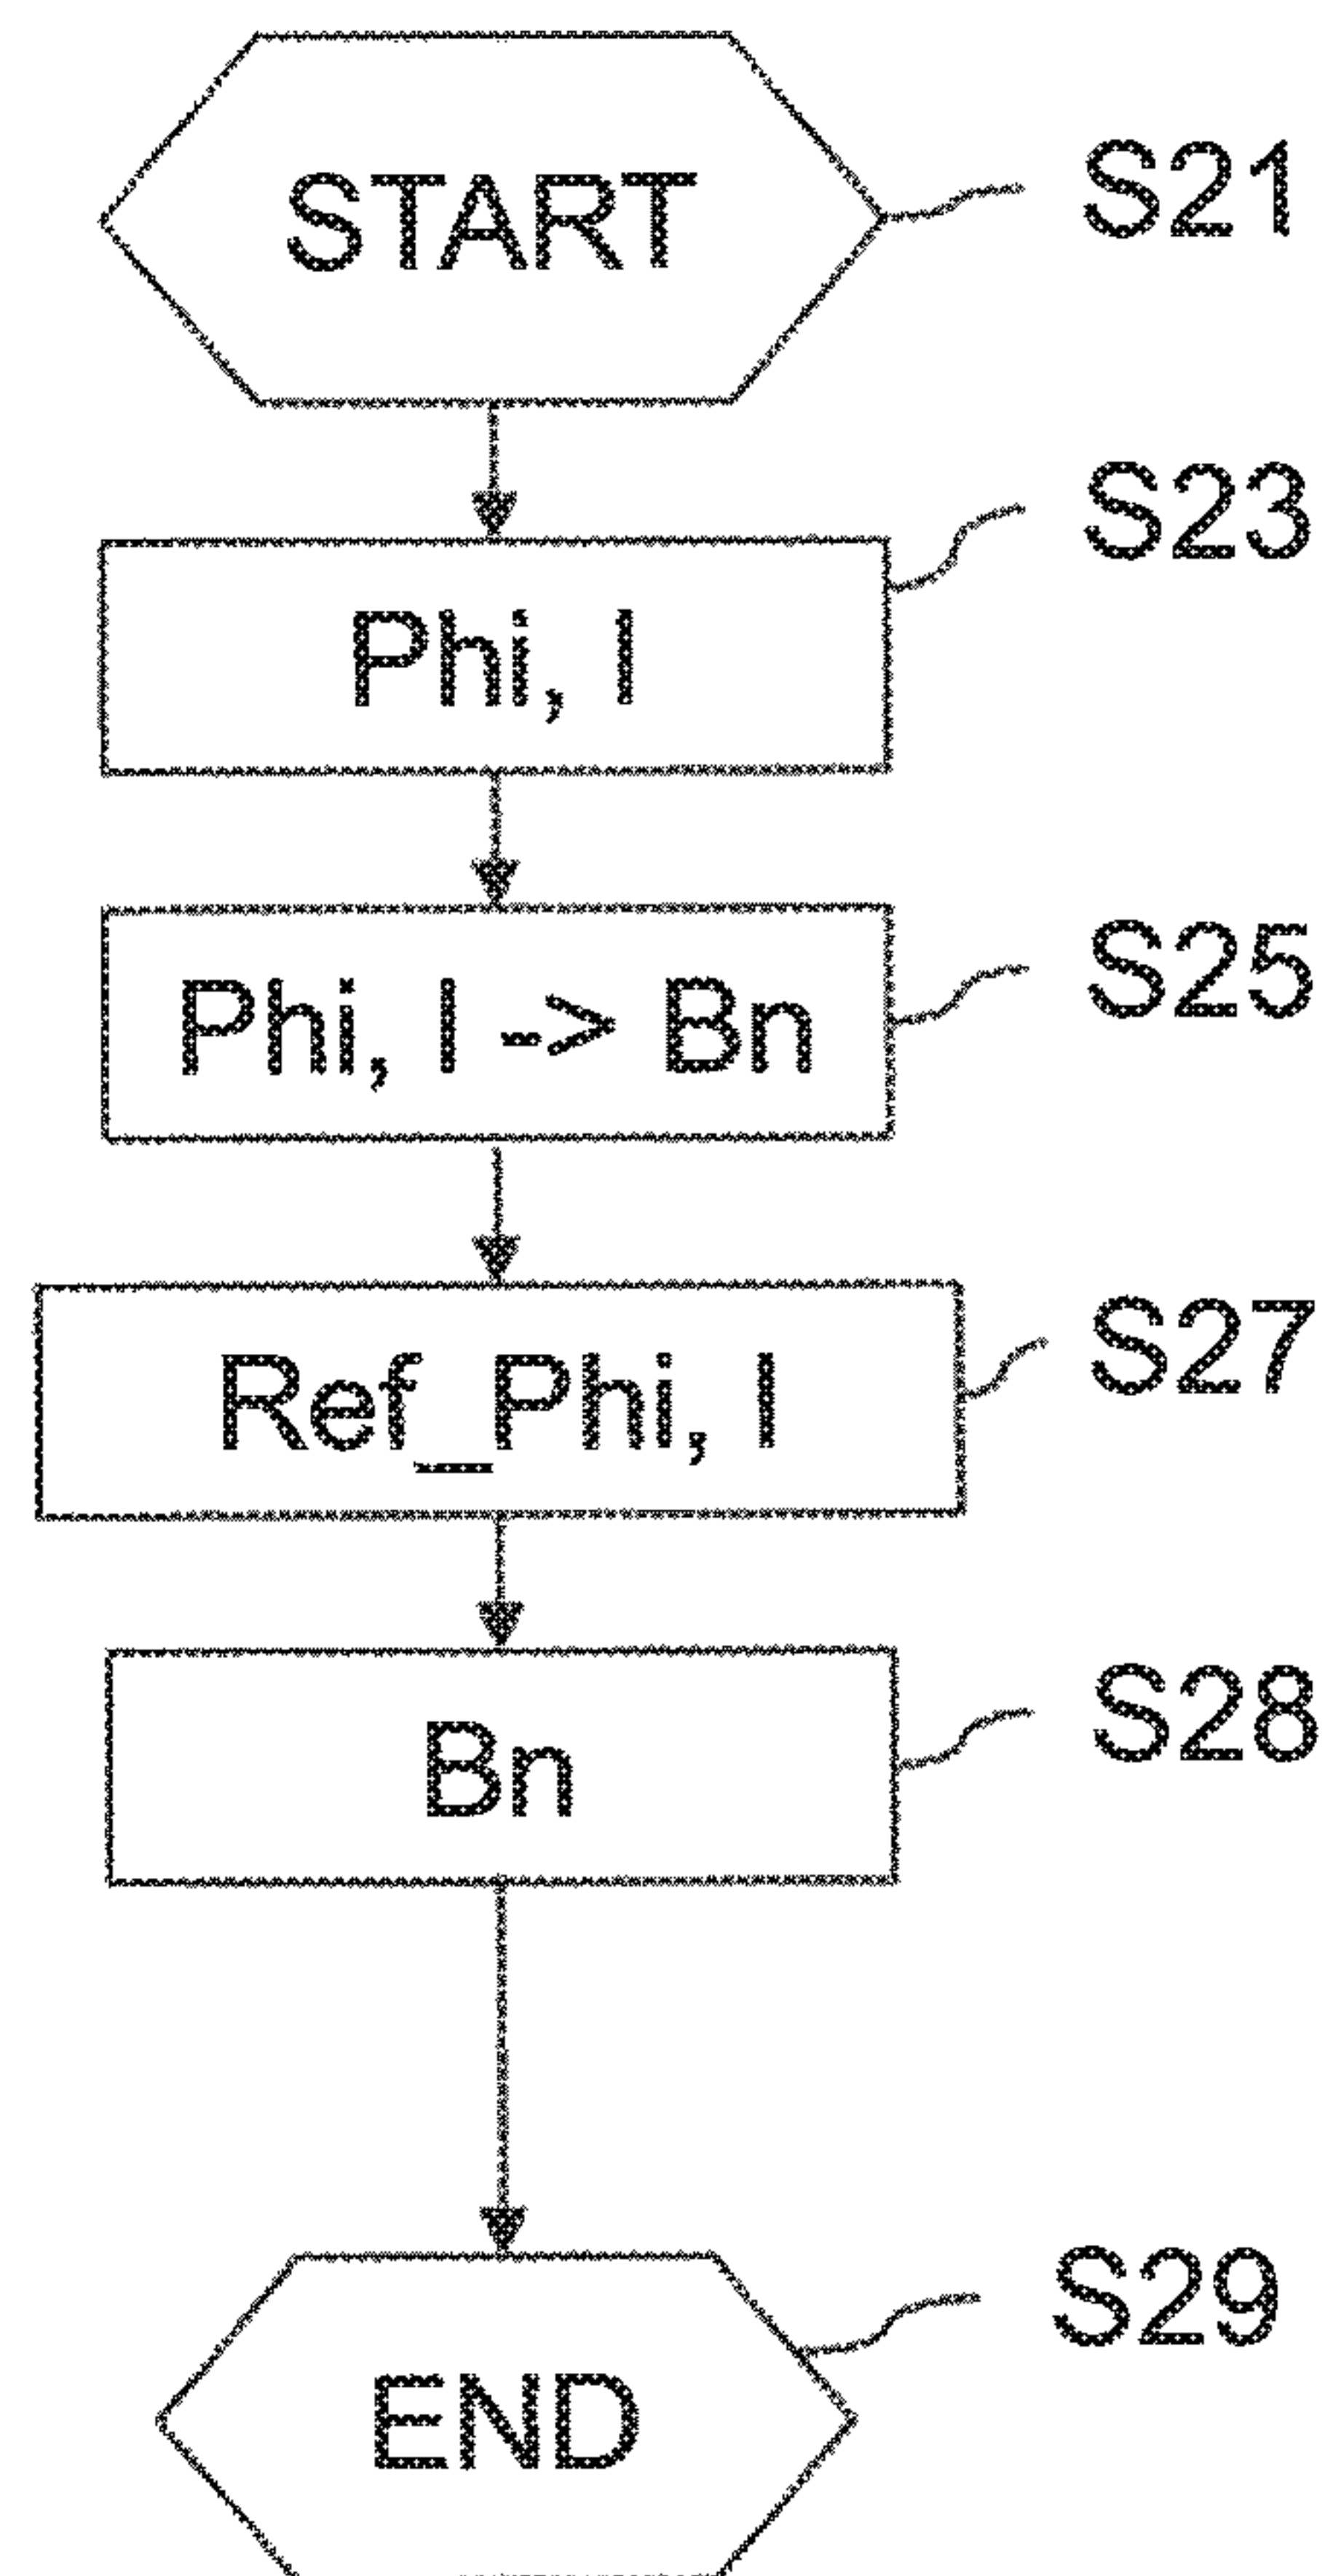 START
S21
S23
Phi, I
S25
Phi, I -> Bn
S27
Ref_Phi, I
S28
Bn
S29
END